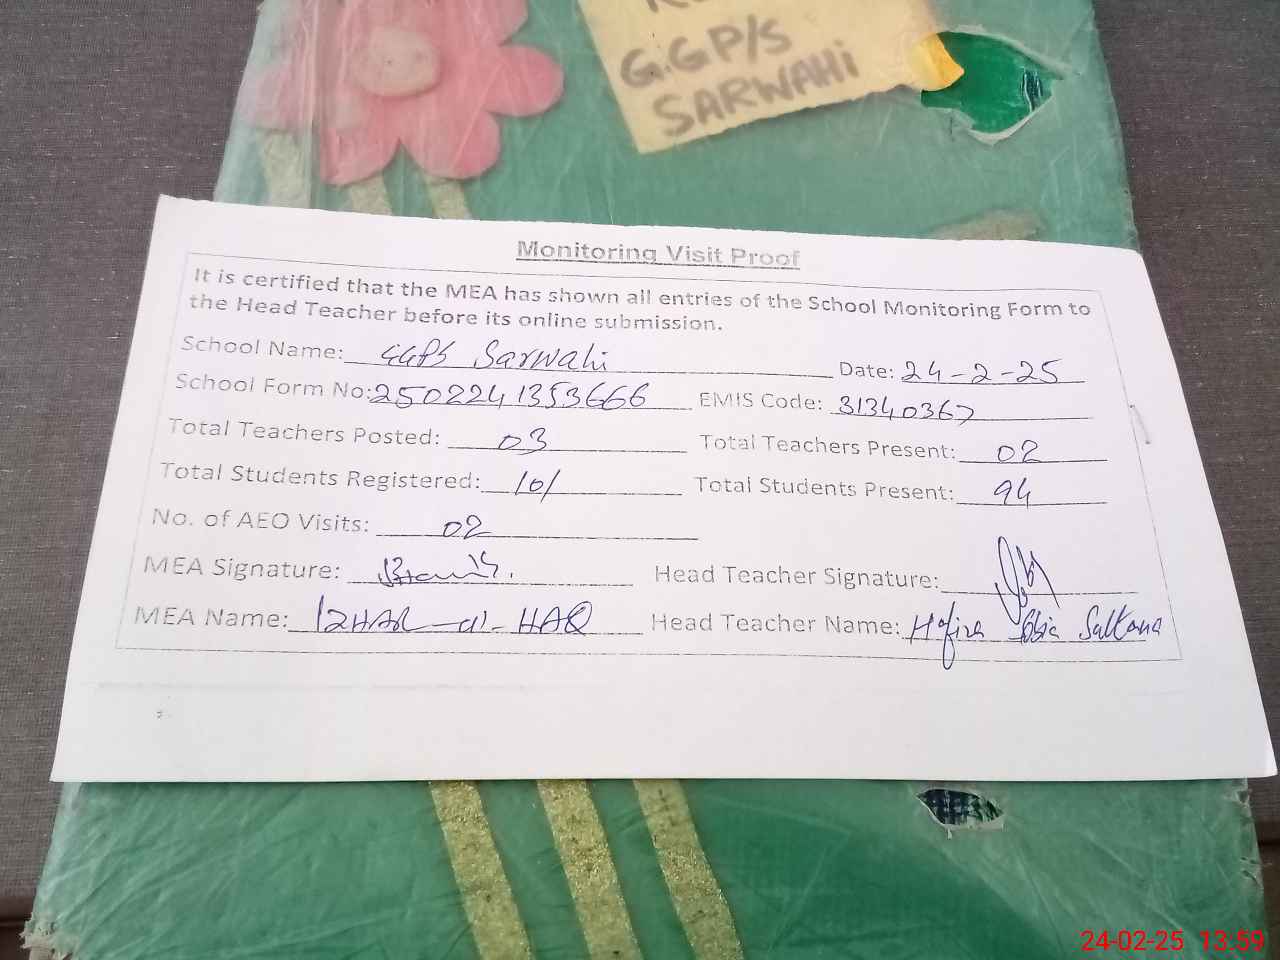 G.GP/S
SARWAHi
Monitoring Visit Proof
It is certified that the MEA has shown all entries of the School Monitoring Form to
the Head Teacher before its online submission.
School Name: GGPS Sarwahi Date: 24-2-25
School Form No: 2502241353666 EMIS Code: 31340367
Total Teachers Posted: 03 Total Teachers Present: 02
Total Students Registered: 101 Total Students Present: 94
No. of AEO Visits: 02
MEA Signature: Head Teacher Signature:
MEA Name: IZHAR-ul-HAQ Head Teacher Name: Hafiza Sobia Sultana
24-02-25 13:59